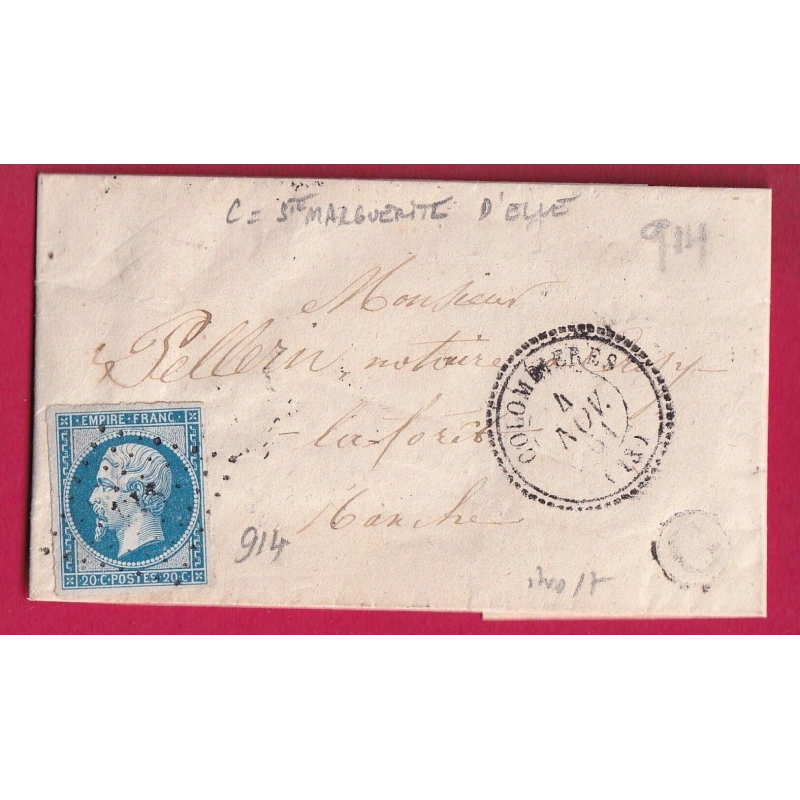 C = STE MARGUERITE D'ELLE
914
Monsieur
Pellerin, notaire
la forêt
Manche
COLOMBIERES
4
NOV.
61
EMPIRE·FRANC·
20·C·POSTES·20·C
914
C